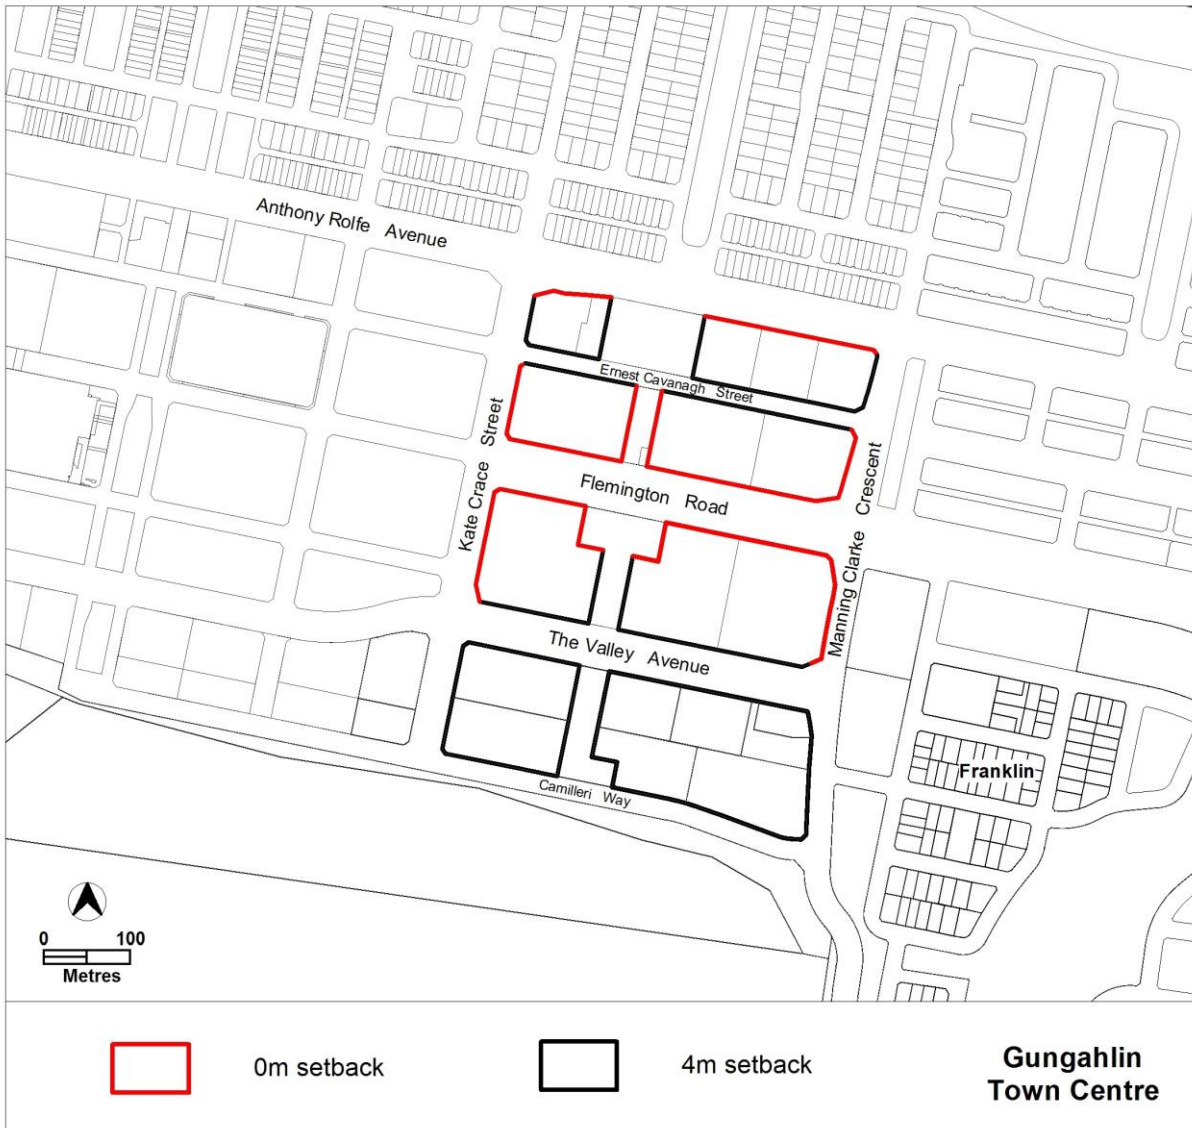 Anthony Rolfe Avenue
Ernest Cavanagh Street
Kate Crace Street
Flemington Road
Manning Clarke Crescent
The Valley Avenue
Franklin
Camilleri Way
0 100
Metres
0m setback
4m setback
Gungahlin
Town Centre